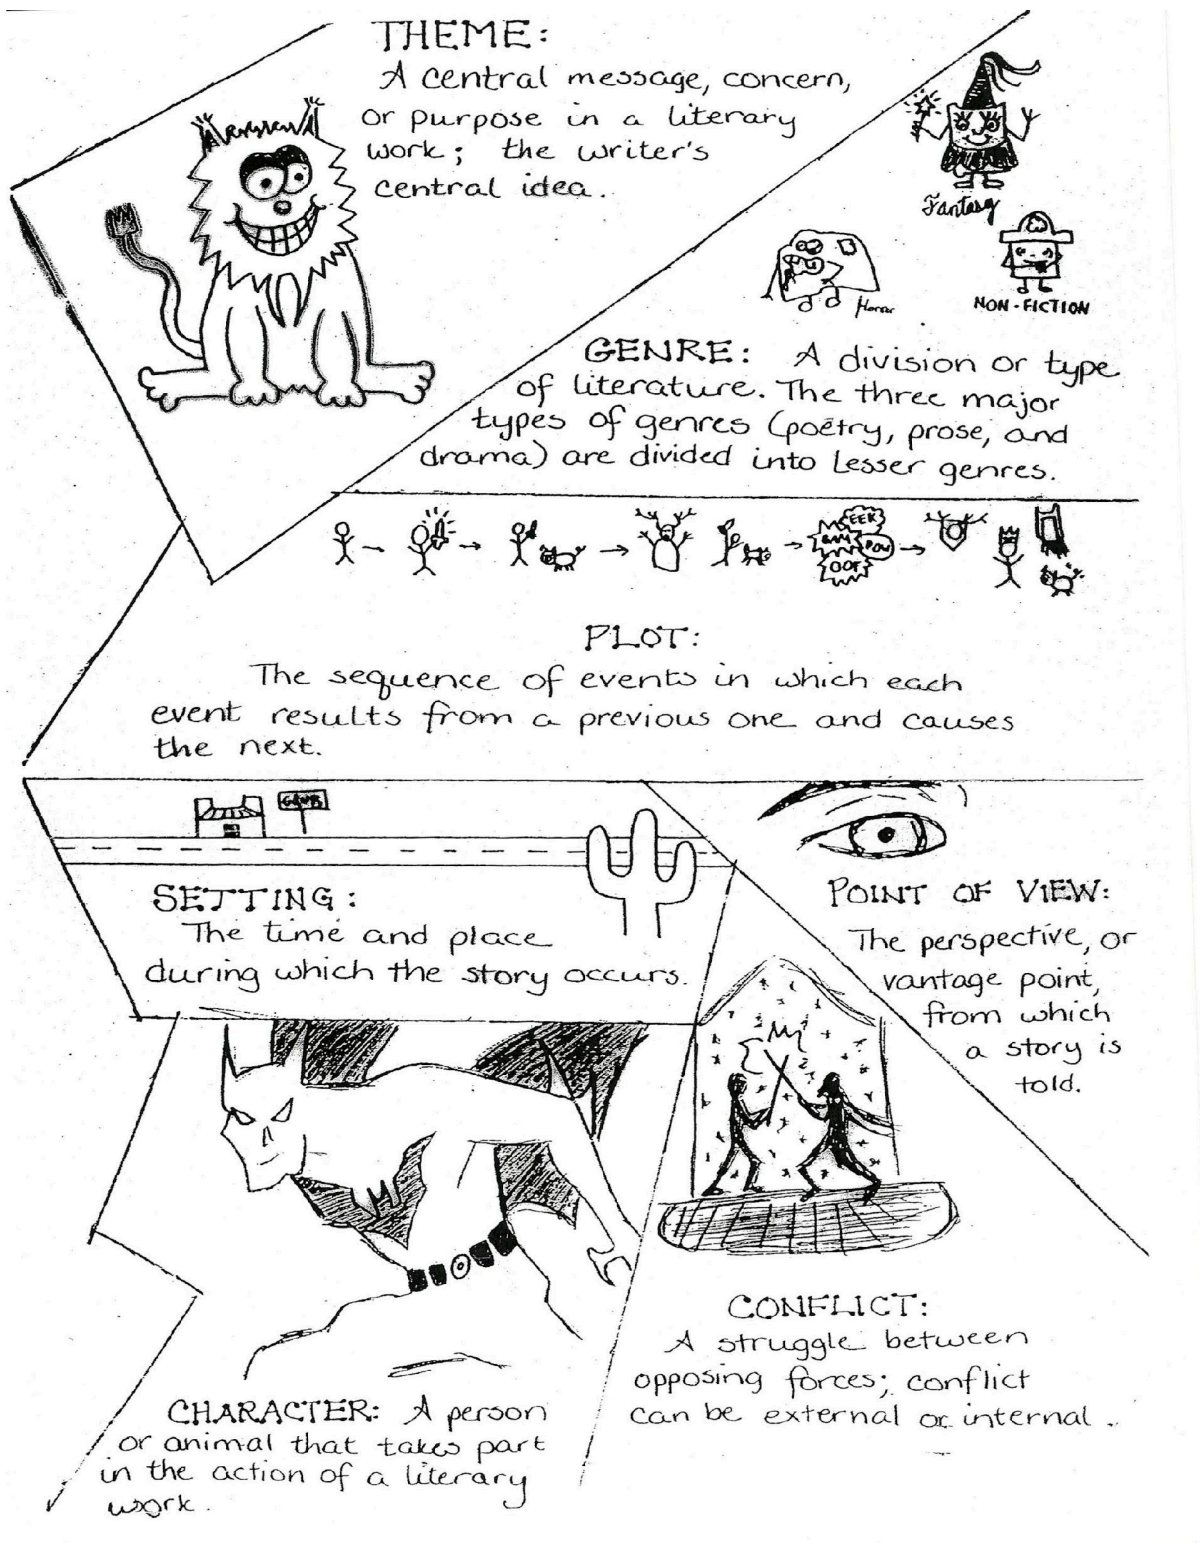 THEME:
A central message, concern,
or purpose in a literary
work; the writer's
central idea.
Fantasy
Horror
NON-FICTION
GENRE: A division or type
of literature. The three major
types of genres (poetry, prose, and
drama) are divided into lesser genres.
EEK
BAM
POW
OOF
PLOT:
The sequence of events in which each
event results from a previous one and causes
the next.
SETTING:
The time and place
during which the story occurs.
POINT OF VIEW:
The perspective, or
vantage point,
from which
a story is
told.
CONFLICT:
A struggle between
opposing forces; conflict
can be external or internal.
CHARACTER: A person
or animal that takes part
in the action of a literary
work.